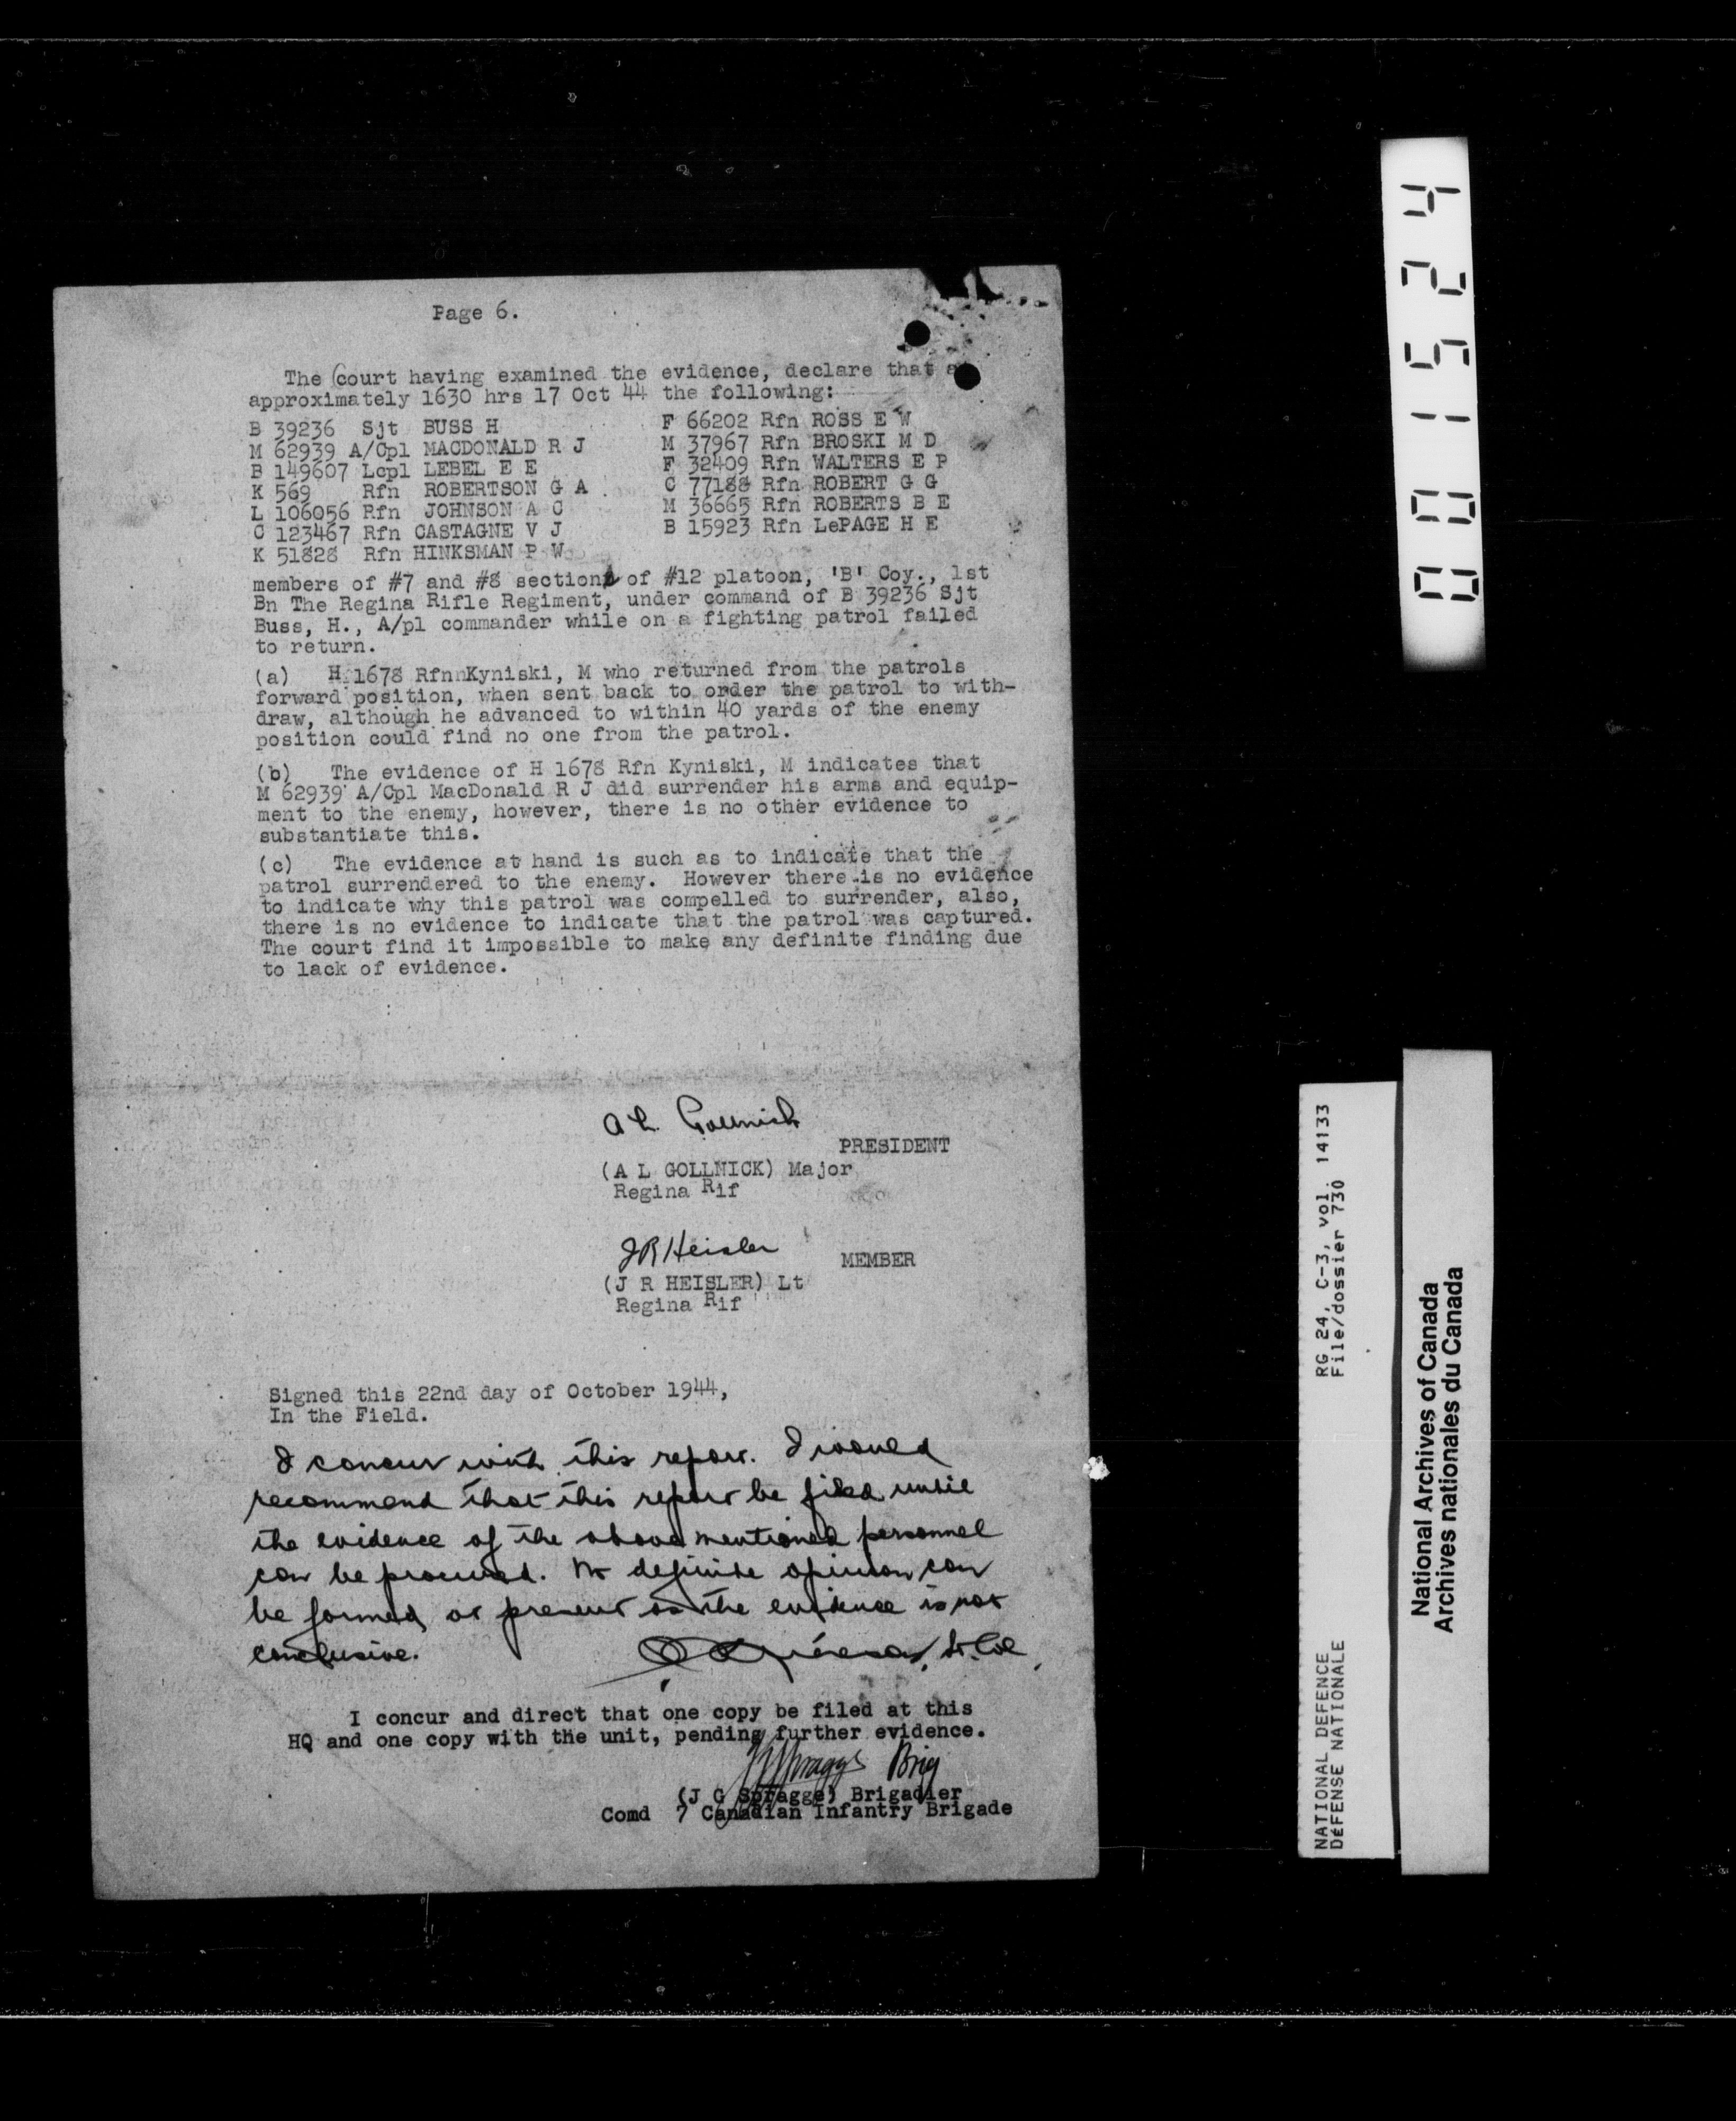 Page 6.
The court having examined the evidence, declare that
approximately 1630 hrs 17 Oct 44 the following:
B 39236 Sjt BUSS H
M 62939 A/Cpl MACDONALD R J
B 149607 Lcpl LEBEL E E
K 569 Rfn ROBERTSON G A
L 106056 Rfn JOHNSON A C
C 123467 Rfn CASTAGNE V J
K 51828 Rfn HINKSMAN P W
F 66202 Rfn ROSS E W
M 37967 Rfn BROSKI M D
F 32409 Rfn WALTERS E P
C 77188 Rfn ROBERT G G
M 36665 Rfn ROBERTS B E
B 15923 Rfn LePAGE H E
members of #7 and #8 section of #12 platoon, 'B' Coy., 1st
Bn The Regina Rifle Regiment, under command of B 39236 Sjt
Buss, H., A/pl commander while on a fighting patrol failed
to return.
(a) H 1678 RfnnKyniski, M who returned from the patrols
forward position, when sent back to order the patrol to with-
draw, although he advanced to within 40 yards of the enemy
position could find no one from the patrol.
(b) The evidence of H 1678 Rfn Kyniski, M indicates that
M 62939 A/Cpl MacDonald R J did surrender his arms and equip-
ment to the enemy, however, there is no other evidence to
substantiate this.
(c) The evidence at hand is such as to indicate that the
patrol surrendered to the enemy. However there is no evidence
to indicate why this patrol was compelled to surrender, also,
there is no evidence to indicate that the patrol was captured.
The court find it impossible to make any definite finding due
to lack of evidence.
A L Gollnick
PRESIDENT
(A L GOLLNICK) Major
Regina Rif
J R Heisler
MEMBER
(J R HEISLER) Lt
Regina Rif
Signed this 22nd day of October 1944,
In the Field.
I concur with this report. I would
recommend that this report be filed until
the evidence of the above mentioned personnel
can be procured. No definite opinion can
be formed at present as the evidence is not
conclusive.
Lt. Col
I concur and direct that one copy be filed at this
HQ and one copy with the unit, pending further evidence.
Spragge Brig
(J G Spragge) Brigadier
Comd 7 Canadian Infantry Brigade
001524
RG 24, C-3, vol. 14133
File/dossier 730
NATIONAL DEFENCE
DÉFENSE NATIONALE
National Archives of Canada
Archives nationales du Canada